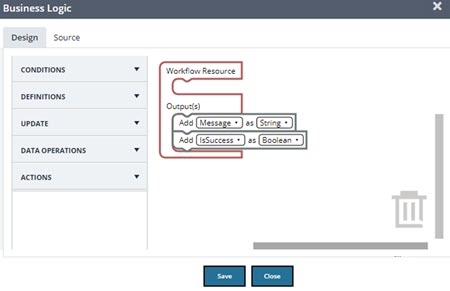 Business Logic
Design Source
CONDITIONS
DEFINITIONS
UPDATE
DATA OPERATIONS
ACTIONS
Workflow Resource
Output(s)
Add Message as String
Add IsSuccess as Boolean
Save Close